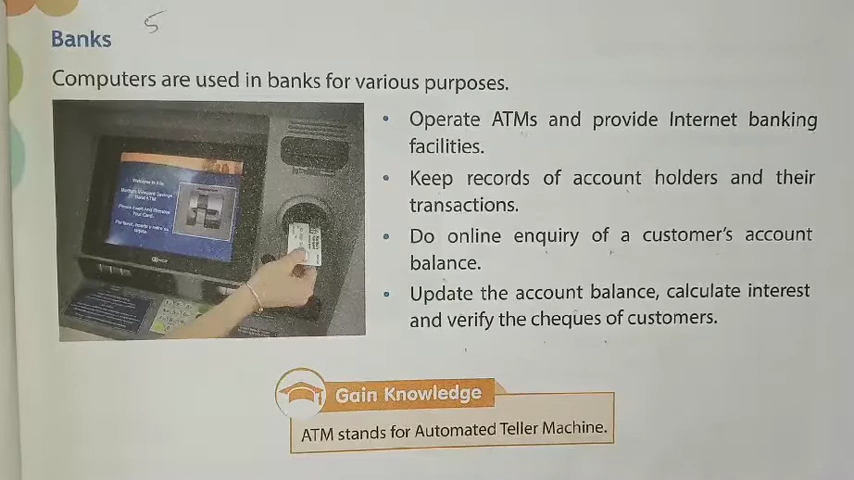 5
Banks
Computers are used in banks for various purposes.
• Operate ATMs and provide Internet banking
facilities.
• Keep records of account holders and their
transactions.
• Do online enquiry of a customer's account
balance.
• Update the account balance, calculate interest
and verify the cheques of customers.
Gain Knowledge
ATM stands for Automated Teller Machine.